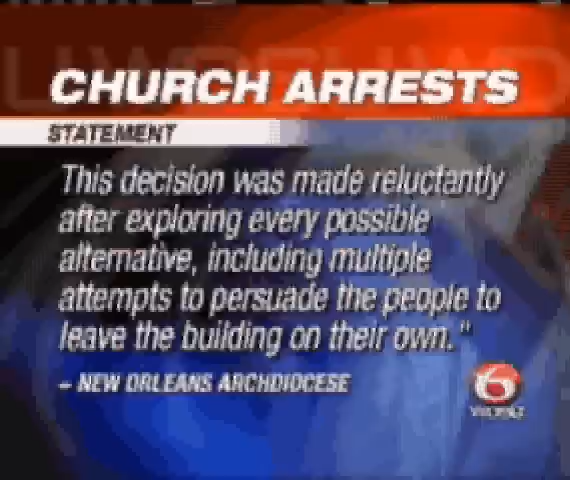 CHURCH ARRESTS
STATEMENT
This decision was made reluctantly
after exploring every possible
alternative, including multiple
attempts to persuade the people to
leave the building on their own."
– NEW ORLEANS ARCHDIOCESE
6